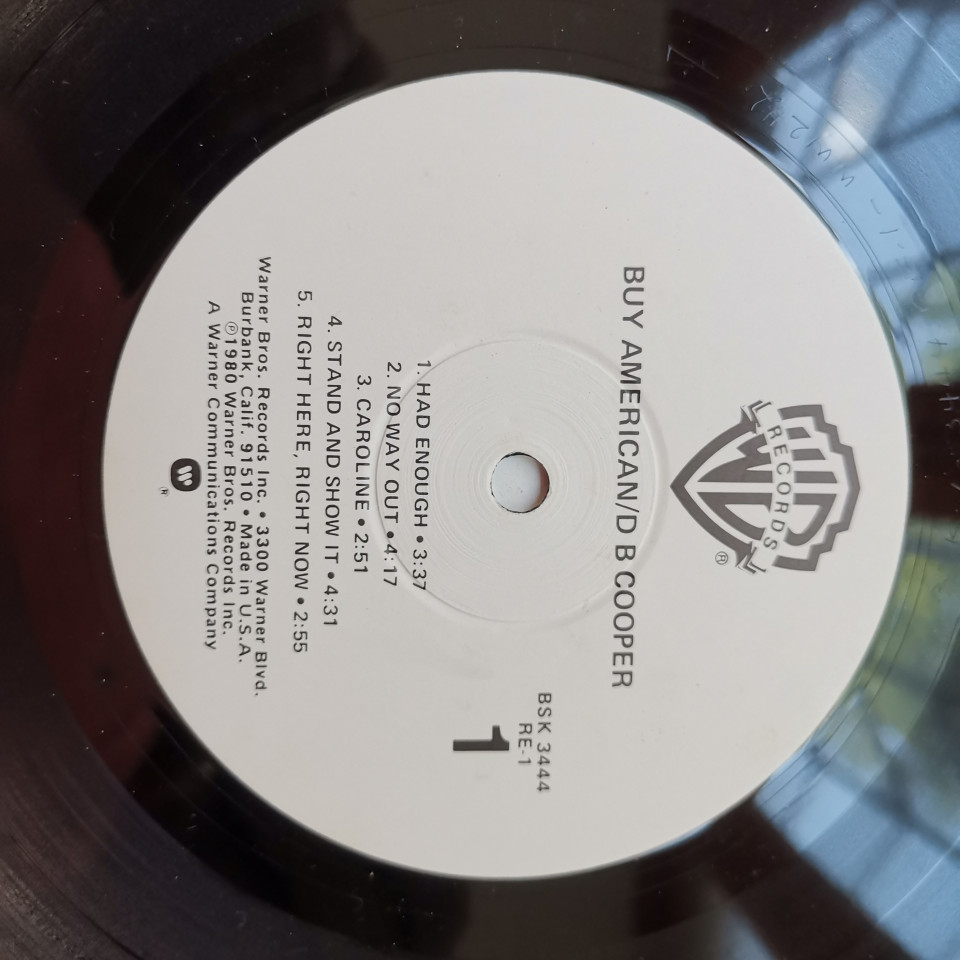 RECORDS
®
BUY AMERICAN/D B COOPER
BSK 3444
RE-1
1
1. HAD ENOUGH • 3:37
2. NO WAY OUT • 4:17
3. CAROLINE • 2:51
4. STAND AND SHOW IT • 4:31
5. RIGHT HERE, RIGHT NOW • 2:55
Warner Bros. Records Inc. • 3300 Warner Blvd.
Burbank, Calif. 91510 • Made in U.S.A.
℗1980 Warner Bros. Records Inc.
A Warner Communications Company
®